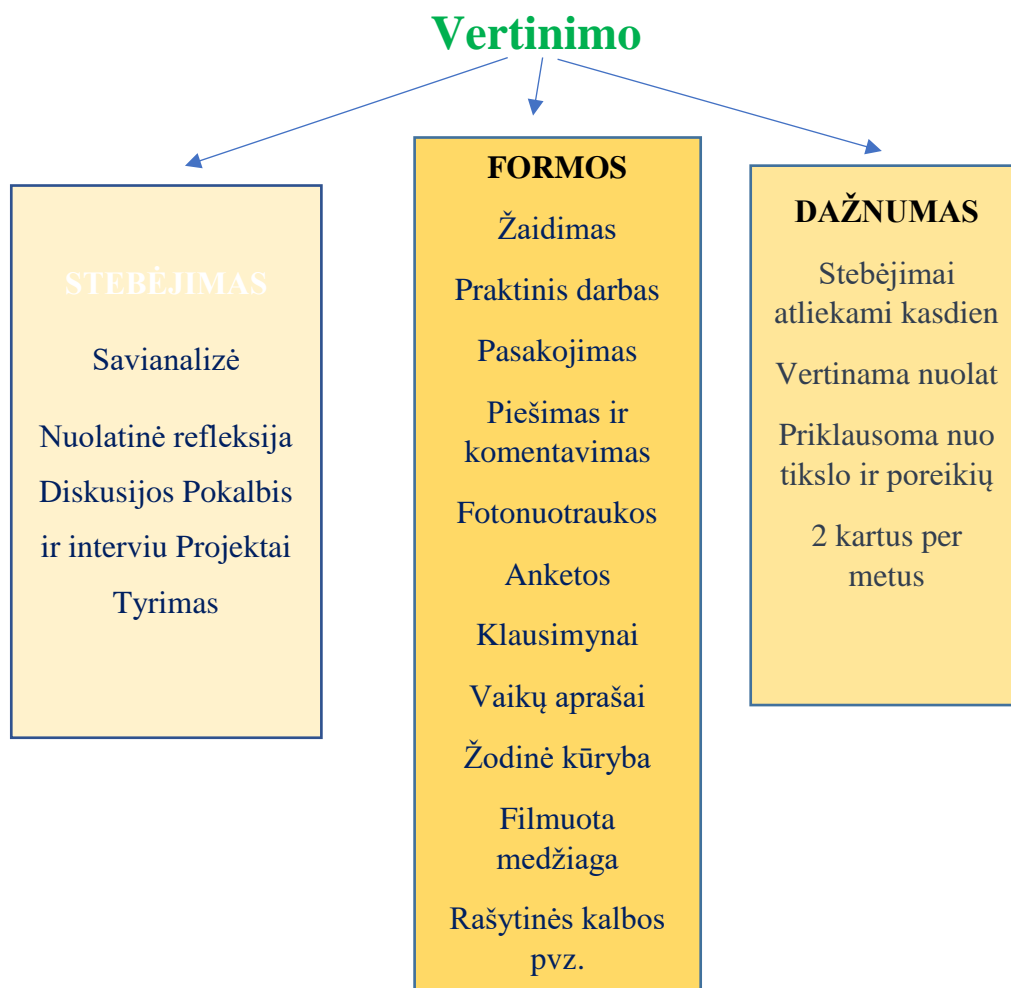 Vertinimo
STEBĖJIMAS
Savianalizė
Nuolatinė refleksija
Diskusijos Pokalbis
ir interviu Projektai
Tyrimas
FORMOS
Žaidimas
Praktinis darbas
Pasakojimas
Piešimas ir
komentavimas
Fotonuotraukos
Anketos
Klausimynai
Vaikų aprašai
Žodinė kūryba
Filmuota
medžiaga
Rašytinės kalbos
pvz.
DAŽNUMAS
Stebėjimai
atliekami kasdien
Vertinama nuolat
Priklausoma nuo
tikslo ir poreikių
2 kartus per
metus